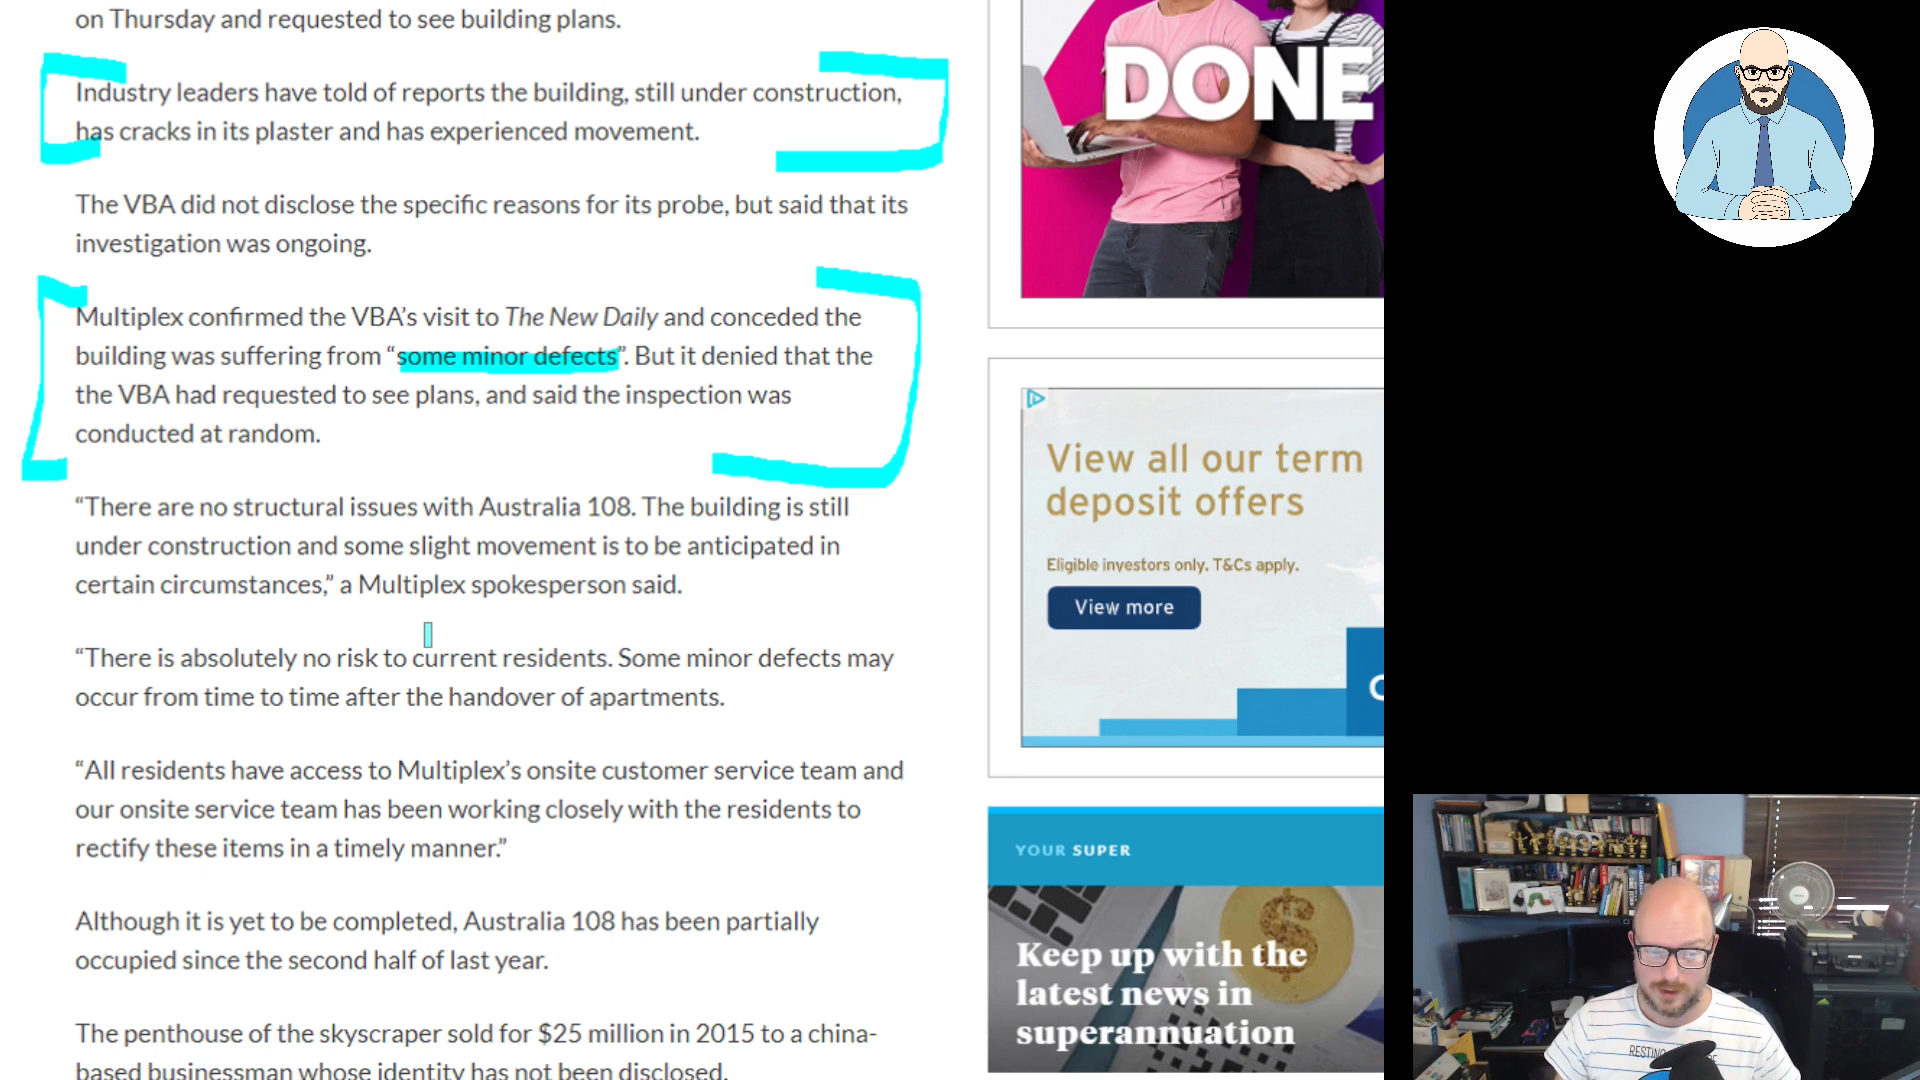 on Thursday and requested to see building plans.
Industry leaders have told of reports the building, still under construction,
has cracks in its plaster and has experienced movement.
The VBA did not disclose the specific reasons for its probe, but said that its
investigation was ongoing.
Multiplex confirmed the VBA’s visit to The New Daily and conceded the
building was suffering from “some minor defects”. But it denied that the
the VBA had requested to see plans, and said the inspection was
conducted at random.
“There are no structural issues with Australia 108. The building is still
under construction and some slight movement is to be anticipated in
certain circumstances,” a Multiplex spokesperson said.
“There is absolutely no risk to current residents. Some minor defects may
occur from time to time after the handover of apartments.
“All residents have access to Multiplex’s onsite customer service team and
our onsite service team has been working closely with the residents to
rectify these items in a timely manner.”
Although it is yet to be completed, Australia 108 has been partially
occupied since the second half of last year.
The penthouse of the skyscraper sold for $25 million in 2015 to a china-
based businessman whose identity has not been disclosed.
DONE
View all our term
deposit offers
Eligible investors only. T&Cs apply.
View more
YOUR SUPER
Keep up with the
latest news in
superannuation